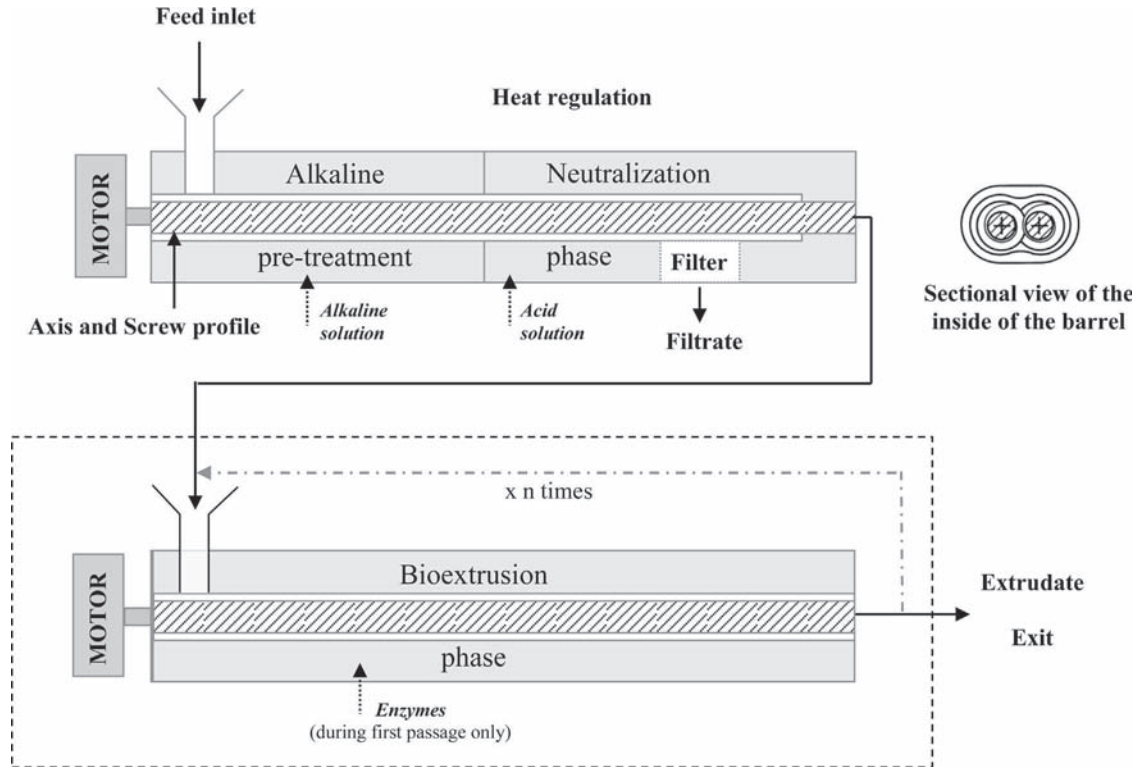 Feed inlet
Heat regulation
MOTOR
Alkaline
Neutralization
pre-treatment
phase
Filter
Axis and Screw profile
Alkaline
solution
Acid
solution
Filtrate
Sectional view of the
inside of the barrel
x n times
MOTOR
Bioextrusion
phase
Enzymes
(during first passage only)
Extrudate
Exit